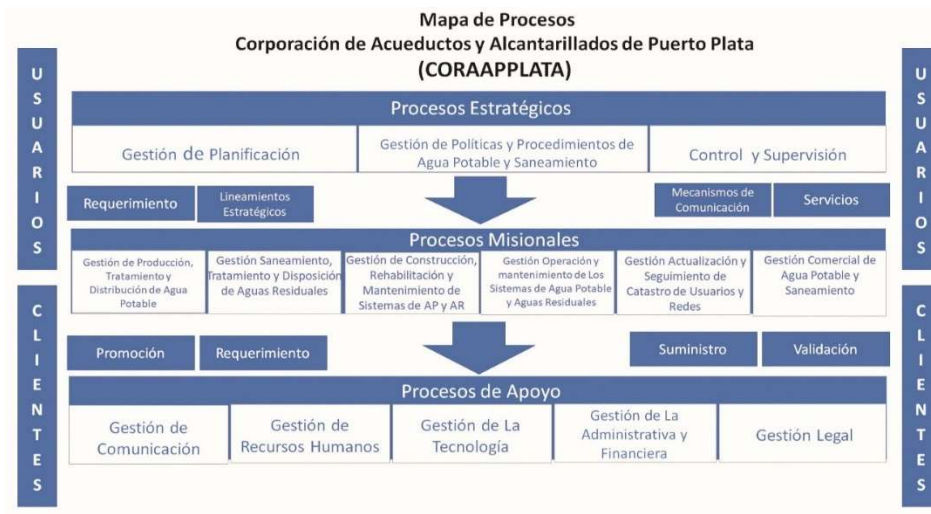 Mapa de Procesos
Corporación de Acueductos y Alcantarillados de Puerto Plata
(CORAAPPLATA)
USUARIOS
USUARIOS
Procesos Estratégicos
Gestión de Planificación
Gestión de Políticas y Procedimientos de
Agua Potable y Saneamiento
Control y Supervisión
Requerimiento
Lineamientos
Estratégicos
Mecanismos de
Comunicación
Servicios
Procesos Misionales
Gestión de Producción,
Tratamiento y
Distribución de Agua
Potable
Gestión Saneamiento,
Tratamiento y Disposición
de Aguas Residuales
Gestión de Construcción,
Rehabilitación y
Mantenimiento de
Sistemas de AP y AR
Gestión Operación y
mantenimiento de Los
Sistemas de Agua Potable
y Aguas Residuales
Gestión Actualización y
Seguimiento de
Catastro de Usuarios y
Redes
Gestión Comercial de
Agua Potable y
Saneamiento
CLIENTES
CLIENTES
Promoción
Requerimiento
Suministro
Validación
Procesos de Apoyo
Gestión de
Comunicación
Gestión de
Recursos Humanos
Gestión de La
Tecnología
Gestión de La
Administrativa y
Financiera
Gestión Legal